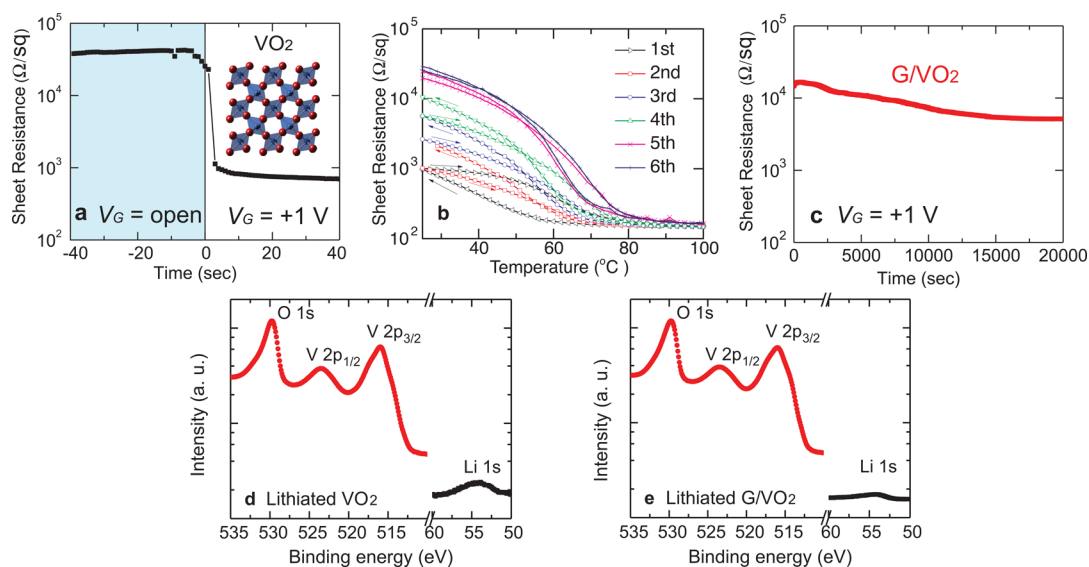 Sheet Resistance (Ω/sq)
10⁵
10⁴
10³
10²
VO₂
a V_G = open
V_G = +1 V
-40 -20 0 20 40
Time (sec)
b
Sheet Resistance (Ω/sq)
10⁵
10⁴
10³
10²
1st
2nd
3rd
4th
5th
6th
40 60 80 100
Temperature (°C )
Sheet Resistance (Ω/sq)
10⁵
10⁴
10³
10²
G/VO₂
c V_G = +1 V
0 5000 10000 15000 20000
Time (sec)
Intensity (a. u.)
O 1s
V 2p₁/₂
V 2p₃/₂
Li 1s
d Lithiated VO₂
535 530 525 520 515 60 55 50
Binding energy (eV)
Intensity (a. u.)
O 1s
V 2p₁/₂
V 2p₃/₂
Li 1s
e Lithiated G/VO₂
535 530 525 520 515 60 55 50
Binding energy (eV)